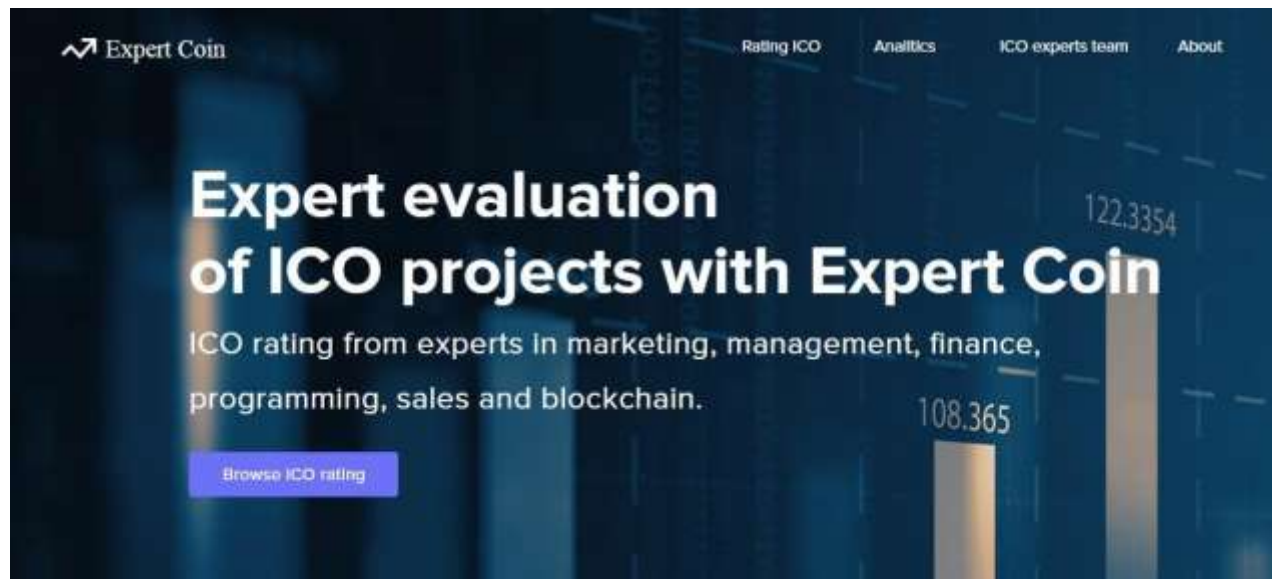 Expert Coin
Rating ICO
Analitics
ICO experts team
About
Expert evaluation
of ICO projects with Expert Coin
ICO rating from experts in marketing, management, finance,
programming, sales and blockchain.
Browse ICO rating
122.3354
108.365